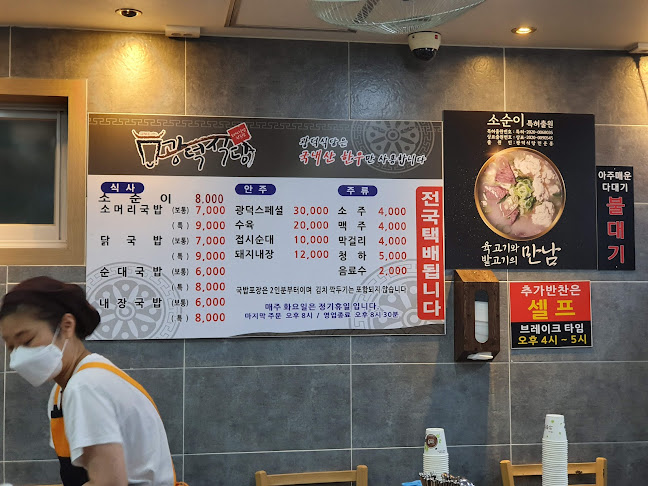 광덕식당
광덕식당은
국내산 한우만 사용합니다
식사
소순이 8,000
소머리국밥 (보통) 7,000
(특) 9,000
닭국밥 (보통) 7,000
(특) 9,000
순대국밥 (보통) 6,000
(특) 8,000
내장국밥 (보통) 6,000
(특) 8,000
안주
광덕스페셜 30,000
수육 20,000
접시순대 10,000
돼지내장 12,000
주류
소주 4,000
맥주 4,000
막걸리 4,000
청하 5,000
음료수 2,000
국밥포장은 2인분부터이며, 김치 깍두기는 포함되지 않습니다
매주 화요일은 정기휴일 입니다
마지막 주문 오후 8시 / 영업종료 오후 8시 30분
전국택배됩니다
소순이 특허출원
육고기와
발고기의 만남
아주매운
다대기
불대기
추가반찬은
셀프
브레이크 타임
오후 4시~5시